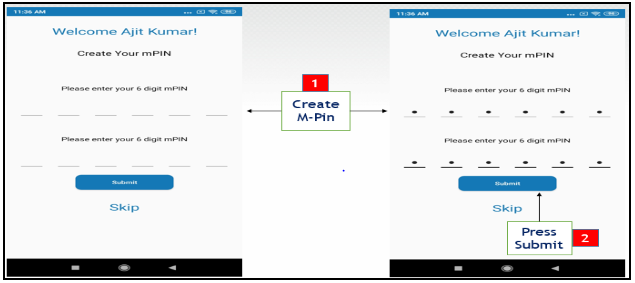 11:36 AM
Welcome Ajit Kumar!
Create Your mPIN
Please enter your 6 digit mPIN
Please enter your 6 digit mPIN
Submit
Skip
1
Create
M-Pin
11:36 AM
Welcome Ajit Kumar!
Create Your mPIN
Please enter your 6 digit mPIN
Please enter your 6 digit mPIN
Submit
Skip
Press
Submit
2